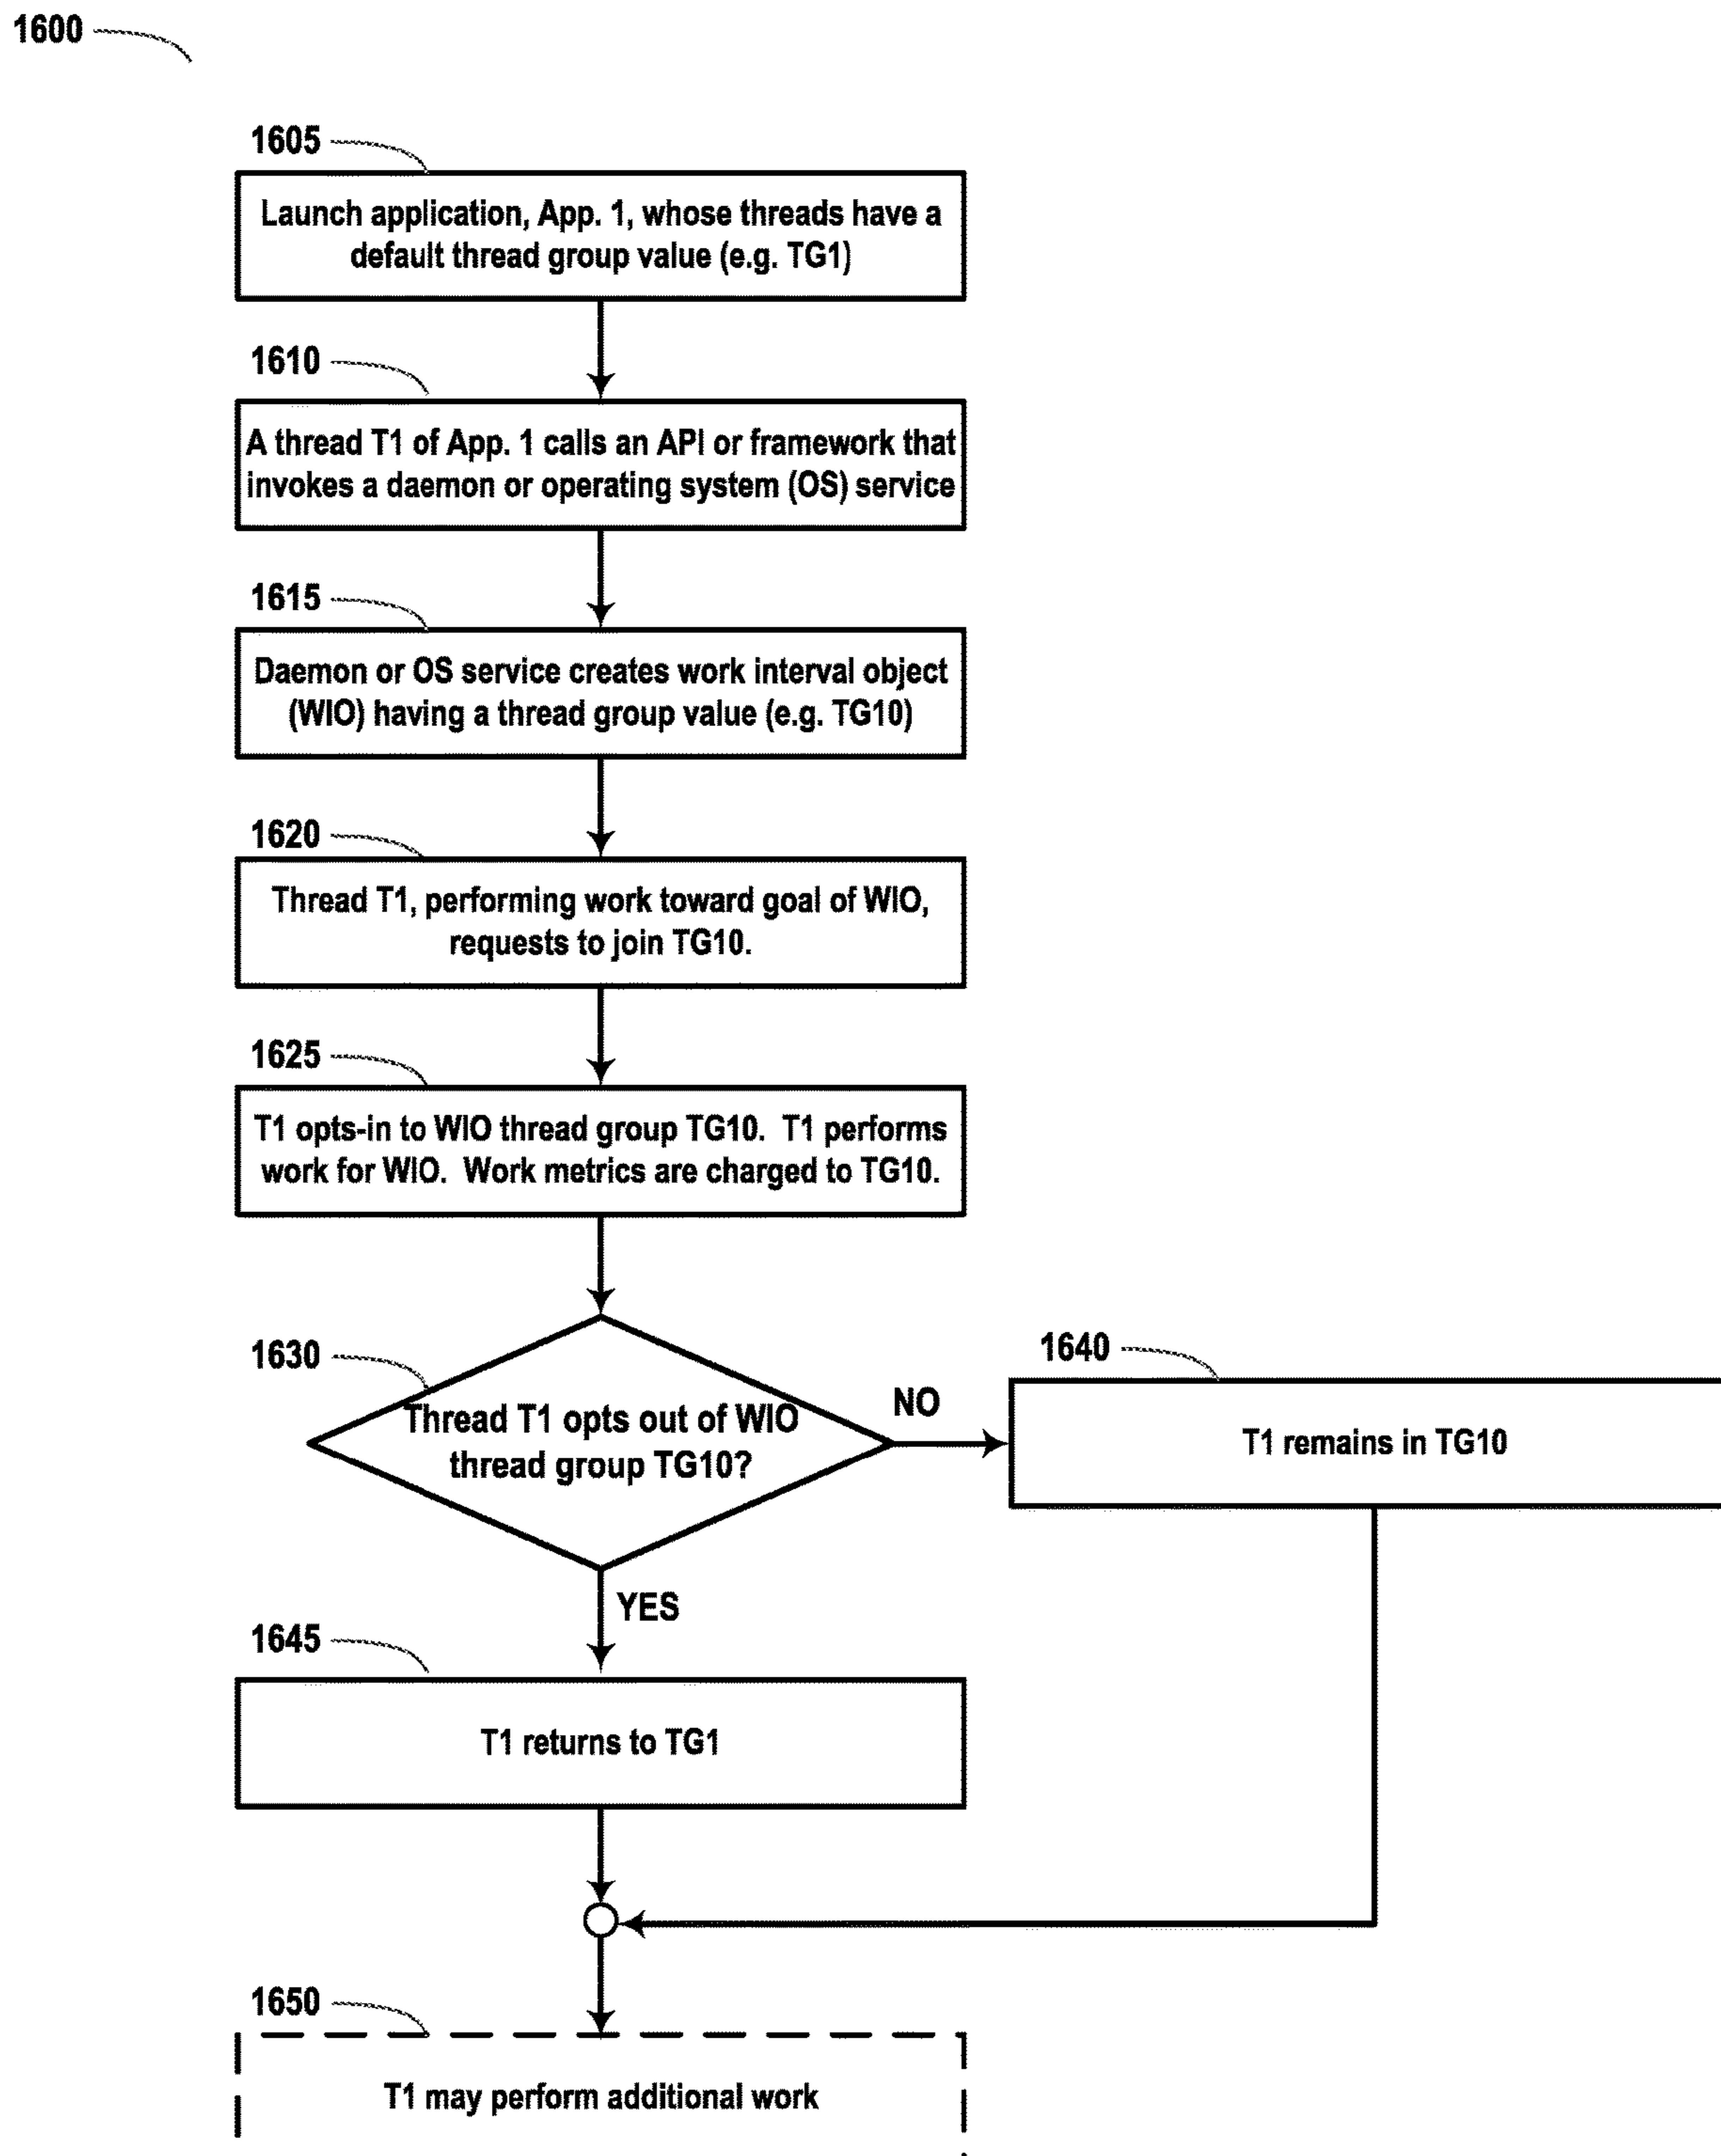 1600
1605
Launch application, App. 1, whose threads have a
default thread group value (e.g. TG1)
1610
A thread T1 of App. 1 calls an API or framework that
invokes a daemon or operating system (OS) service
1615
Daemon or OS service creates work interval object
(WIO) having a thread group value (e.g. TG10)
1620
Thread T1, performing work toward goal of WIO,
requests to join TG10.
1625
T1 opts-in to WIO thread group TG10.  T1 performs
work for WIO.  Work metrics are charged to TG10.
1630
Thread T1 opts out of WIO
thread group TG10?
NO
1640
T1 remains in TG10
YES
1645
T1 returns to TG1
1650
T1 may perform additional work